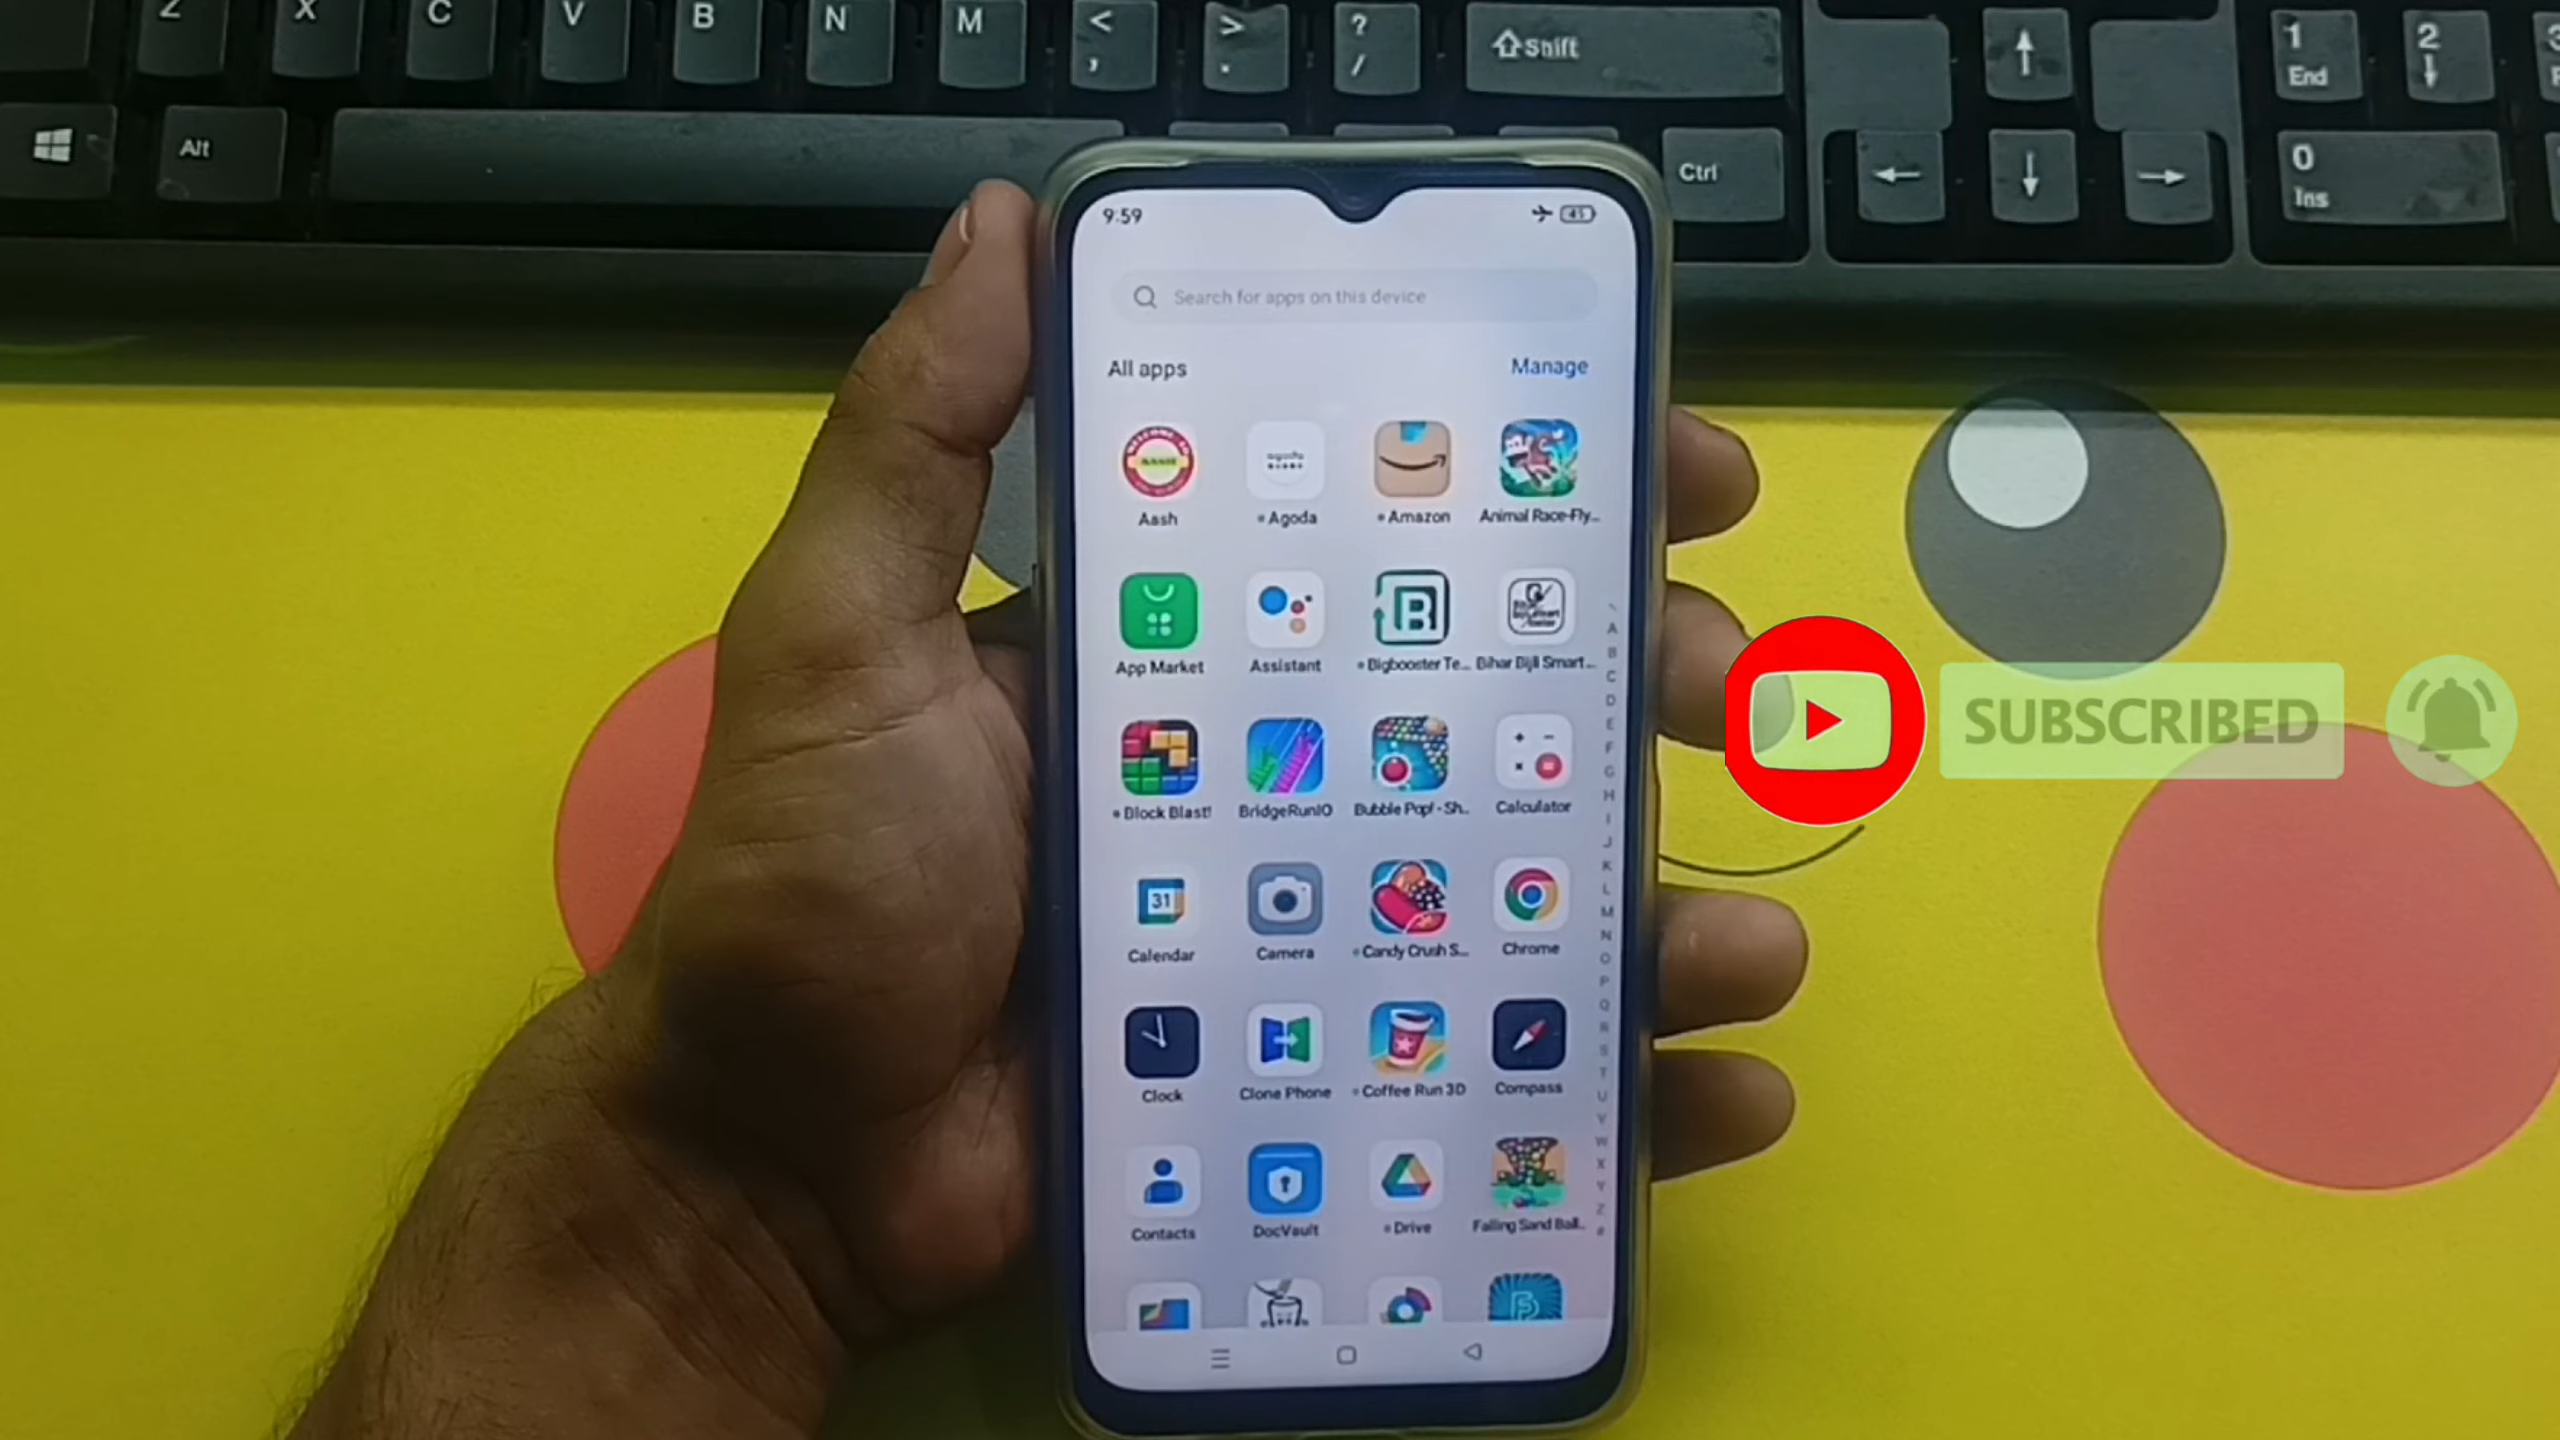 Z X C V B N M < , > . ? / Shift 1 End 2
Alt Ctrl 0 Ins
9:59 45
Search for apps on this device
All apps Manage
Aash Agoda Amazon Animal Race-Fly...
App Market Assistant Bigbooster Te... Bihar Bijli Smart...
Block Blast! BridgeRunIO Bubble Pop! - Sh.. Calculator
31
Calendar Camera Candy Crush S... Chrome
Clock Clone Phone Coffee Run 3D Compass
Contacts DocVault Drive Falling Sand Ball..
A
B
C
D
E
F
G
H
I
J
K
L
M
N
O
P
Q
R
S
T
U
V
W
X
Y
Z
#
SUBSCRIBED